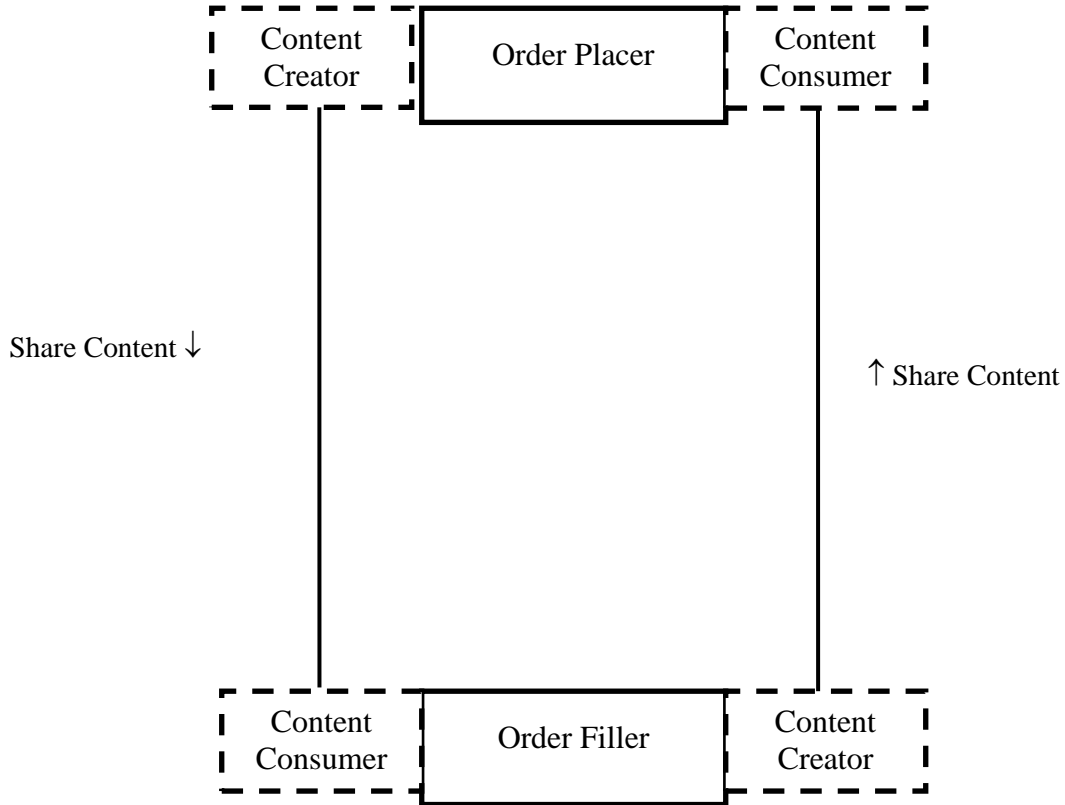 Content
Creator
Order Placer
Content
Consumer
Share Content ↓
↑ Share Content
Content
Consumer
Order Filler
Content
Creator